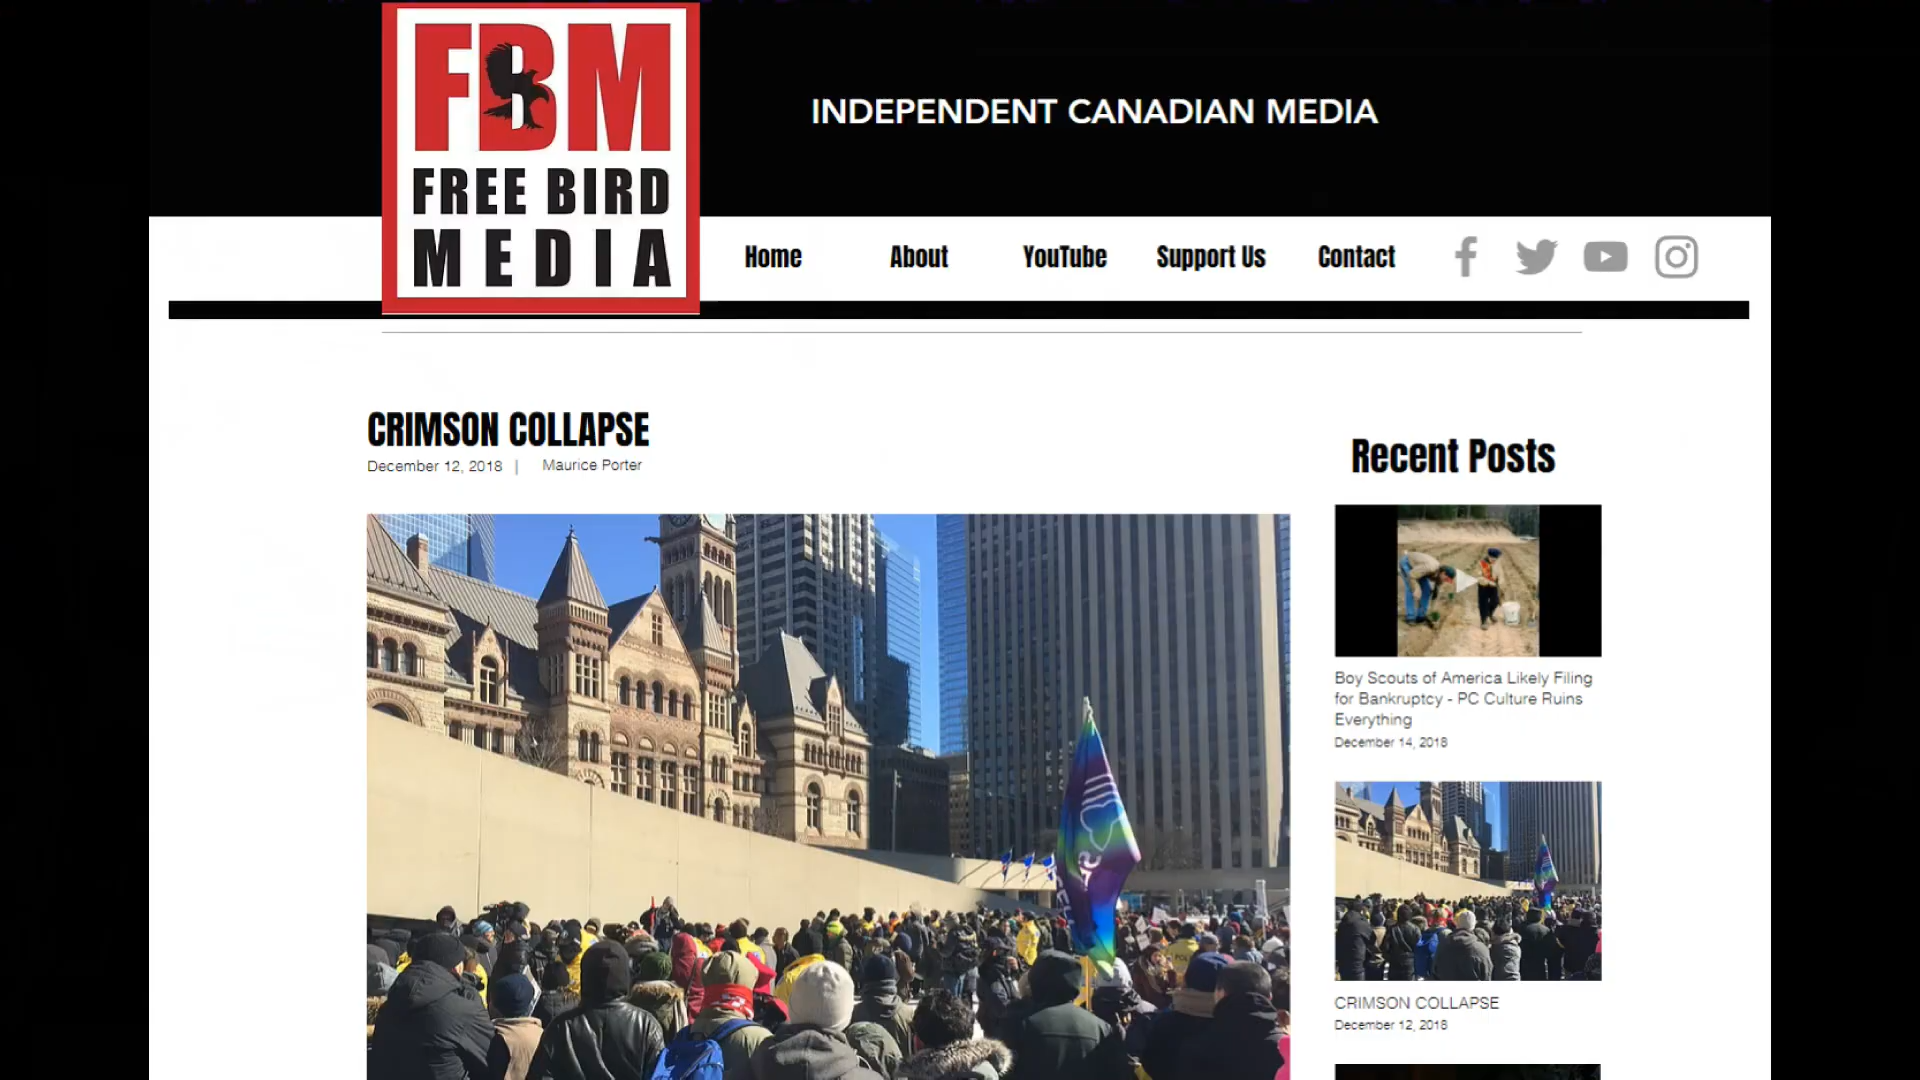 FBM
FREE BIRD
MEDIA
INDEPENDENT CANADIAN MEDIA
Home
About
YouTube
Support Us
Contact
CRIMSON COLLAPSE
December 12, 2018 | Maurice Porter
Recent Posts
Boy Scouts of America Likely Filing
for Bankruptcy - PC Culture Ruins
Everything
December 14, 2018
CRIMSON COLLAPSE
December 12, 2018